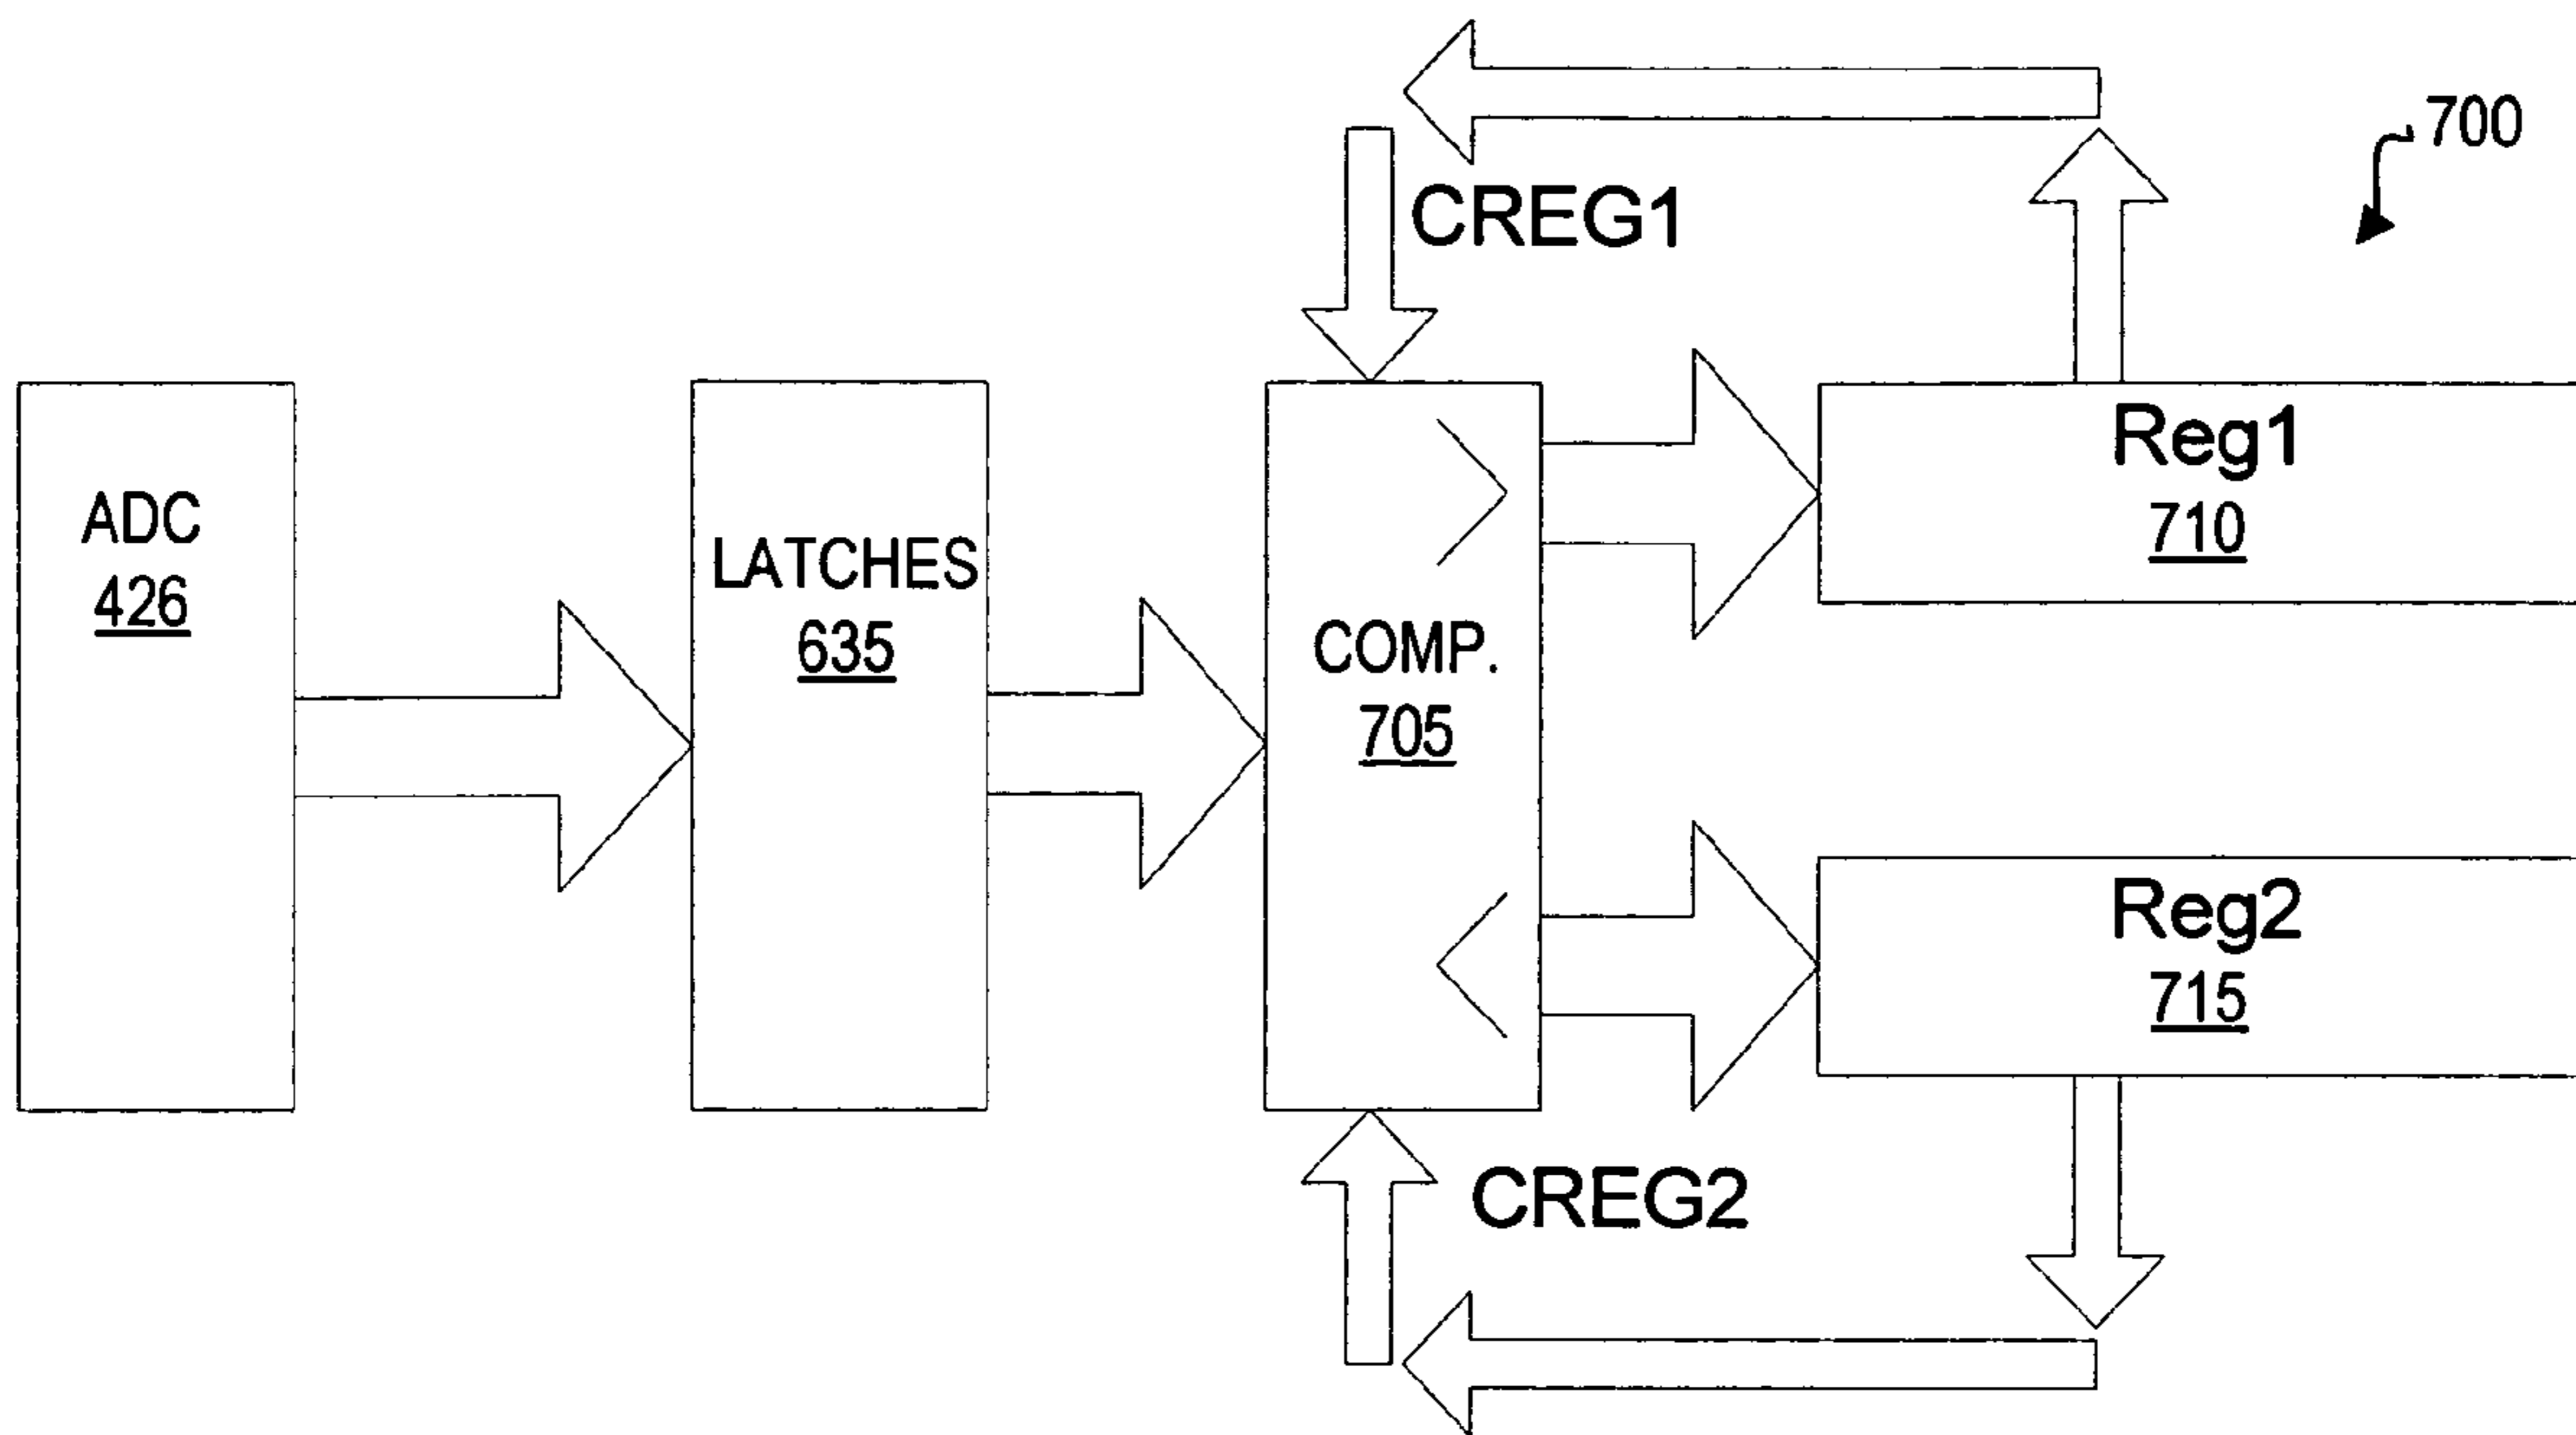 700
CREG1
ADC
426
LATCHES
635
>
COMP.
705
<
Reg1
710
Reg2
715
CREG2